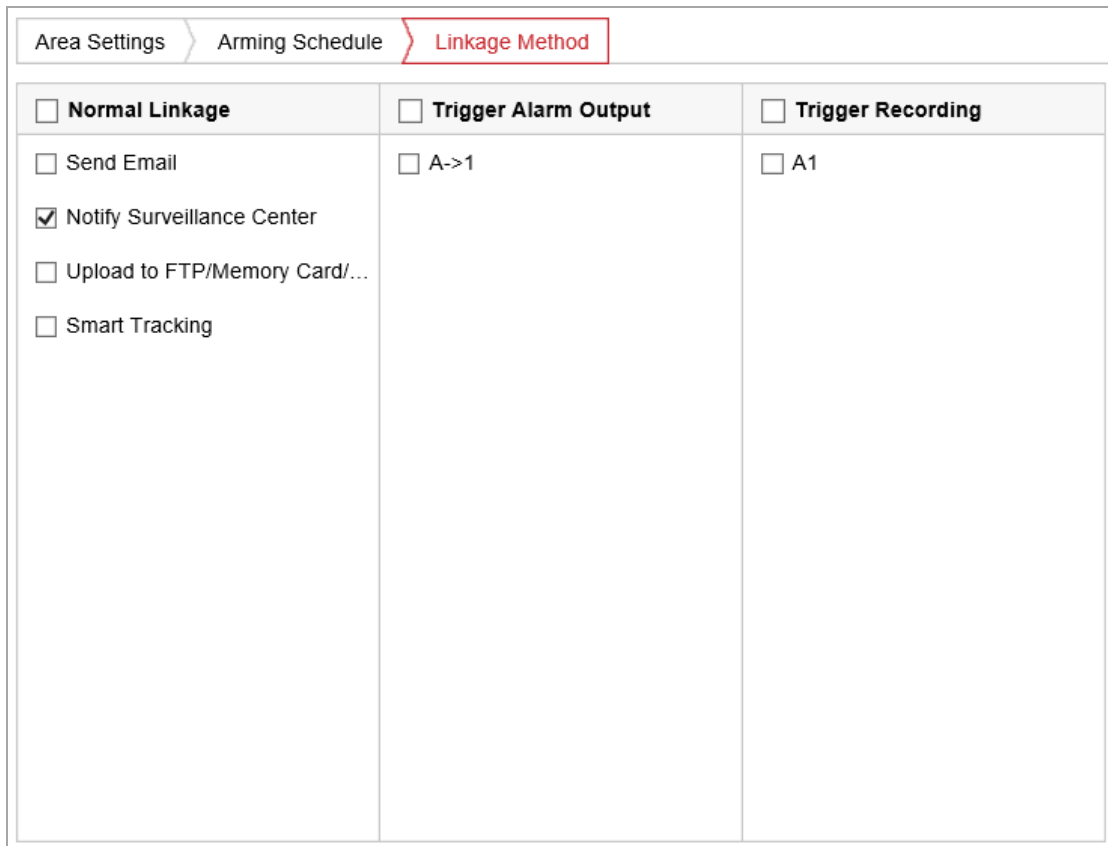 Area Settings Arming Schedule Linkage Method
Normal Linkage Trigger Alarm Output Trigger Recording
Send Email A->1 A1
Notify Surveillance Center
Upload to FTP/Memory Card/...
Smart Tracking